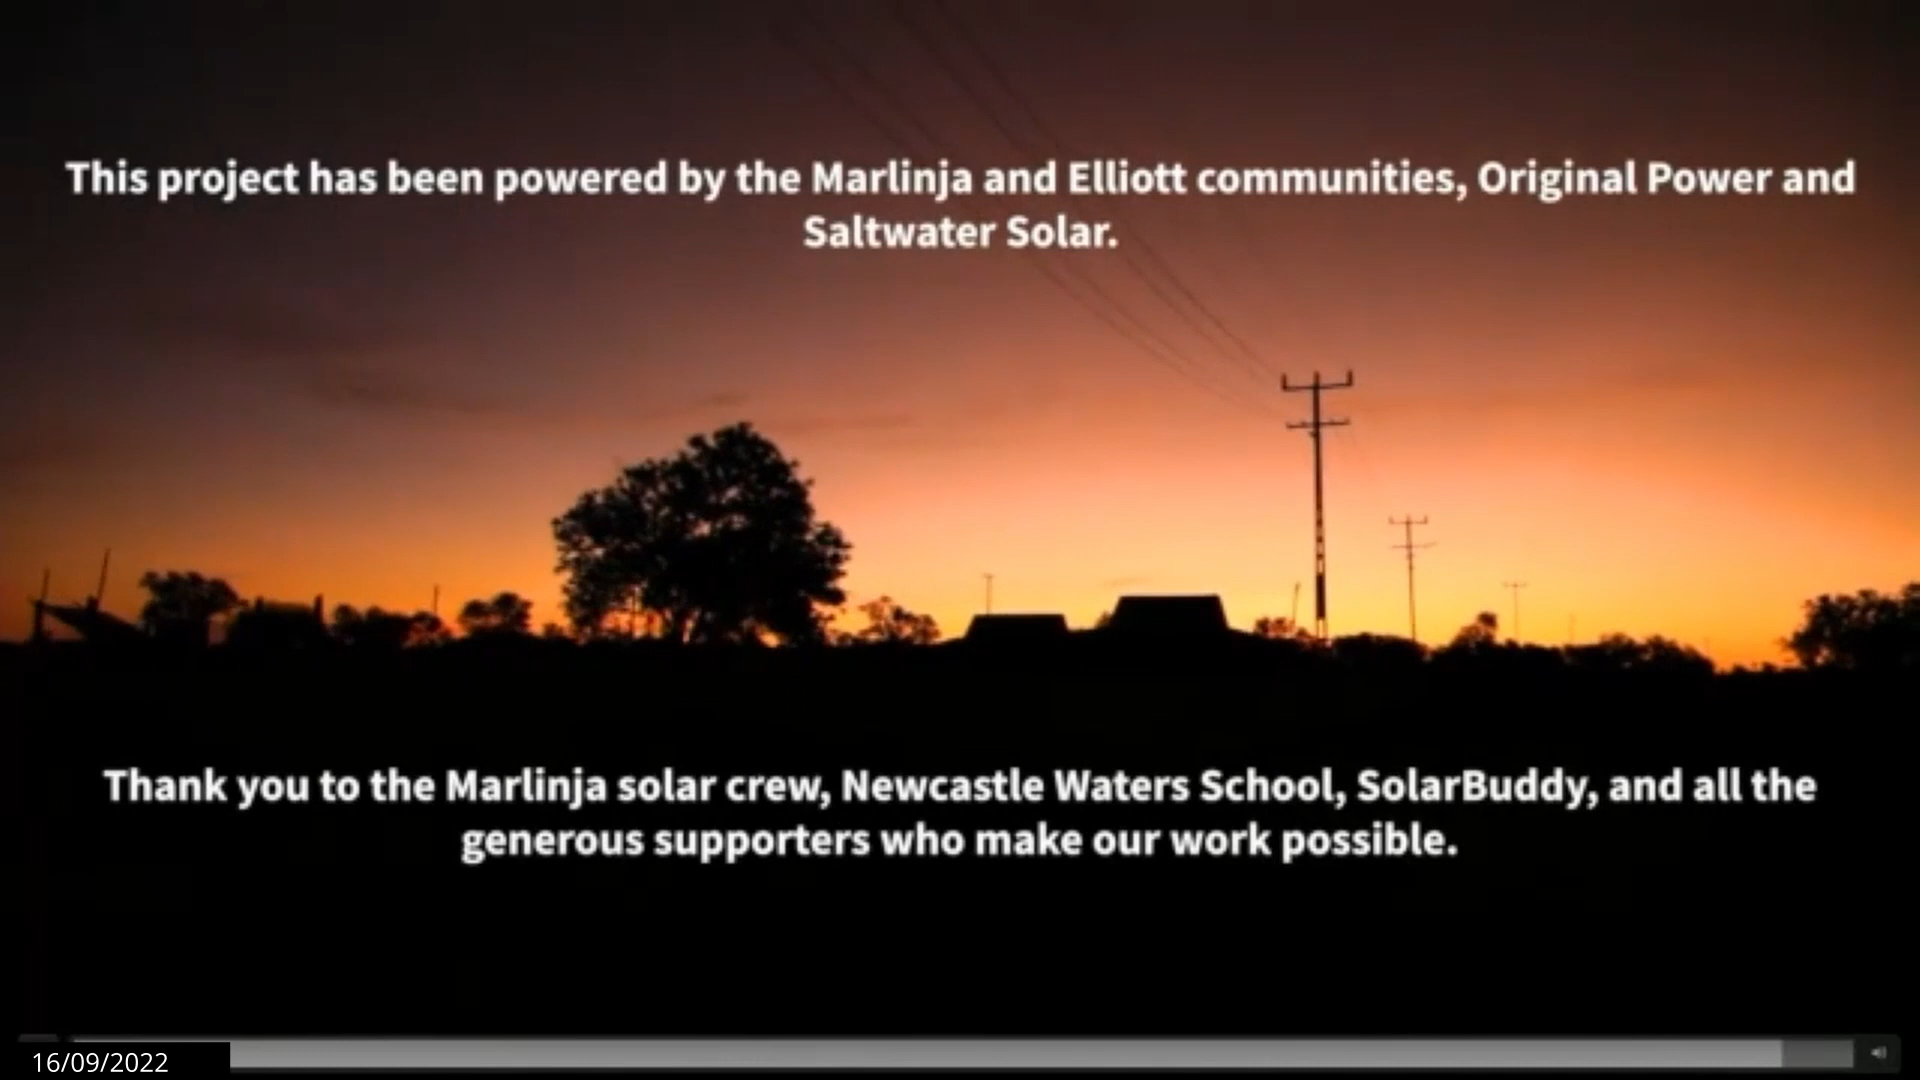 This project has been powered by the Marlinja and Elliott communities, Original Power and
Saltwater Solar.
Thank you to the Marlinja solar crew, Newcastle Waters School, SolarBuddy, and all the
generous supporters who make our work possible.
16/09/2022